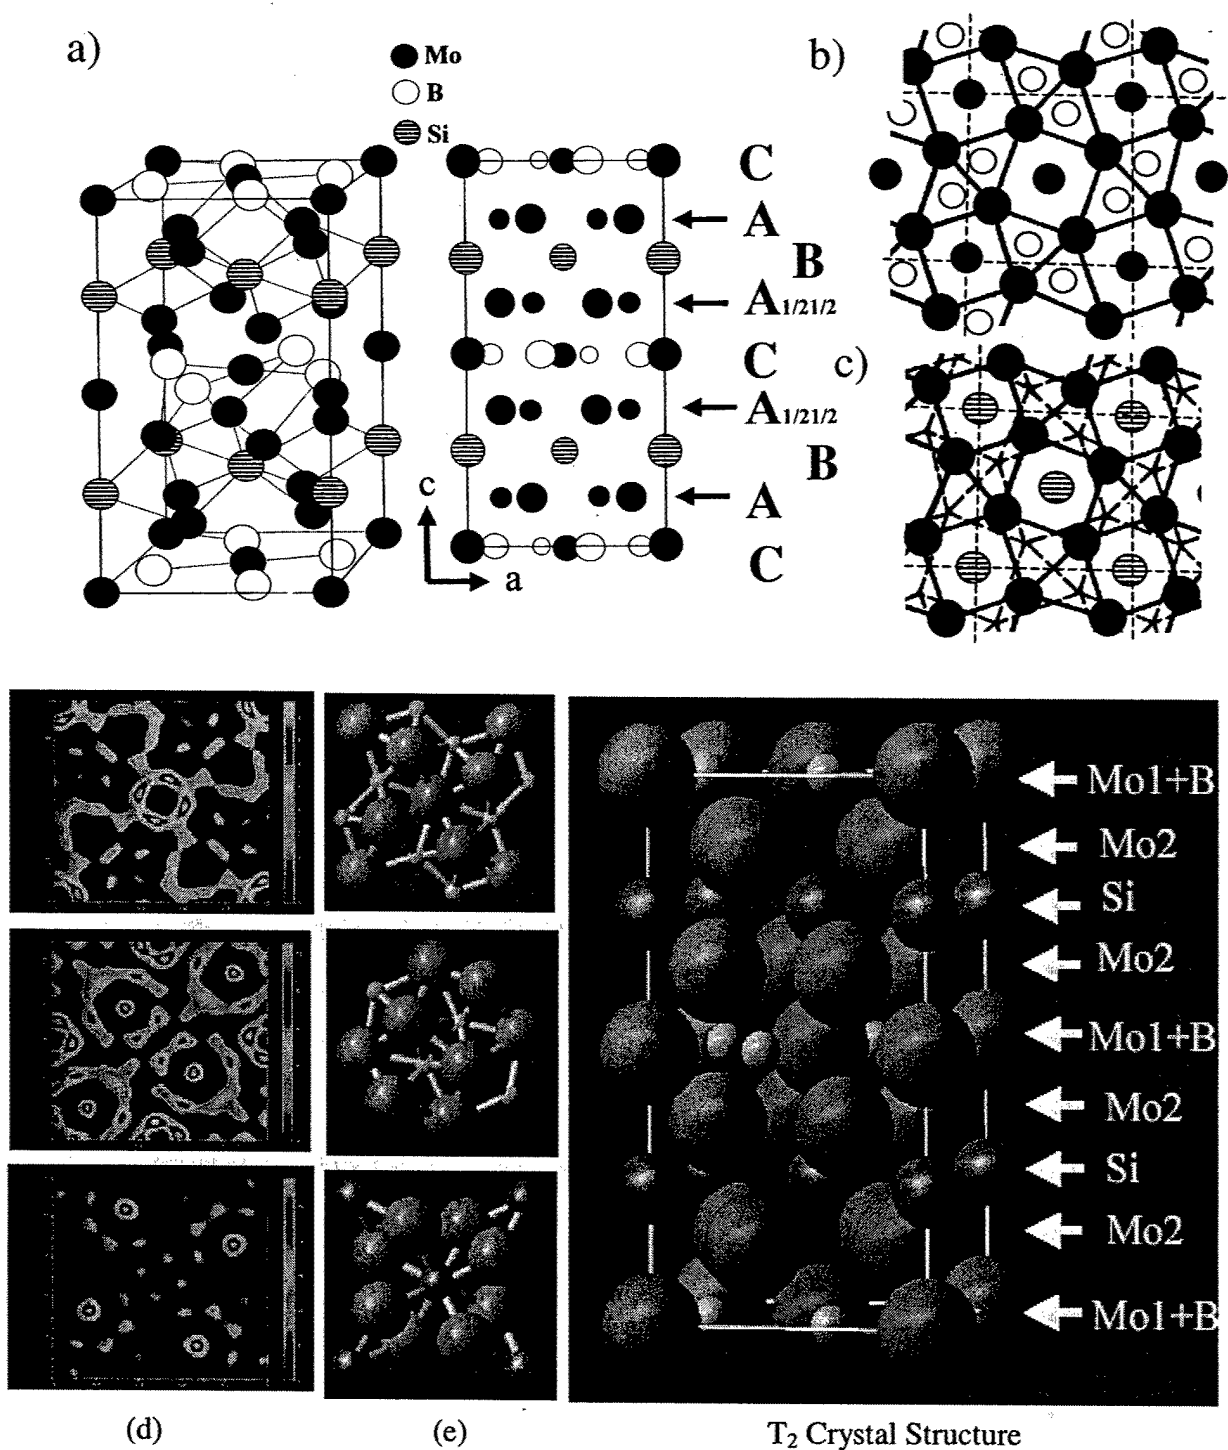 a)
Mo
B
Si
C
A
B
A1/21/2
C
A1/21/2
B
A
C
c
a
b)
c)
Mo1+B
Mo2
Si
Mo2
Mo1+B
Mo2
Si
Mo2
Mo1+B
(d)
(e)
T2 Crystal Structure